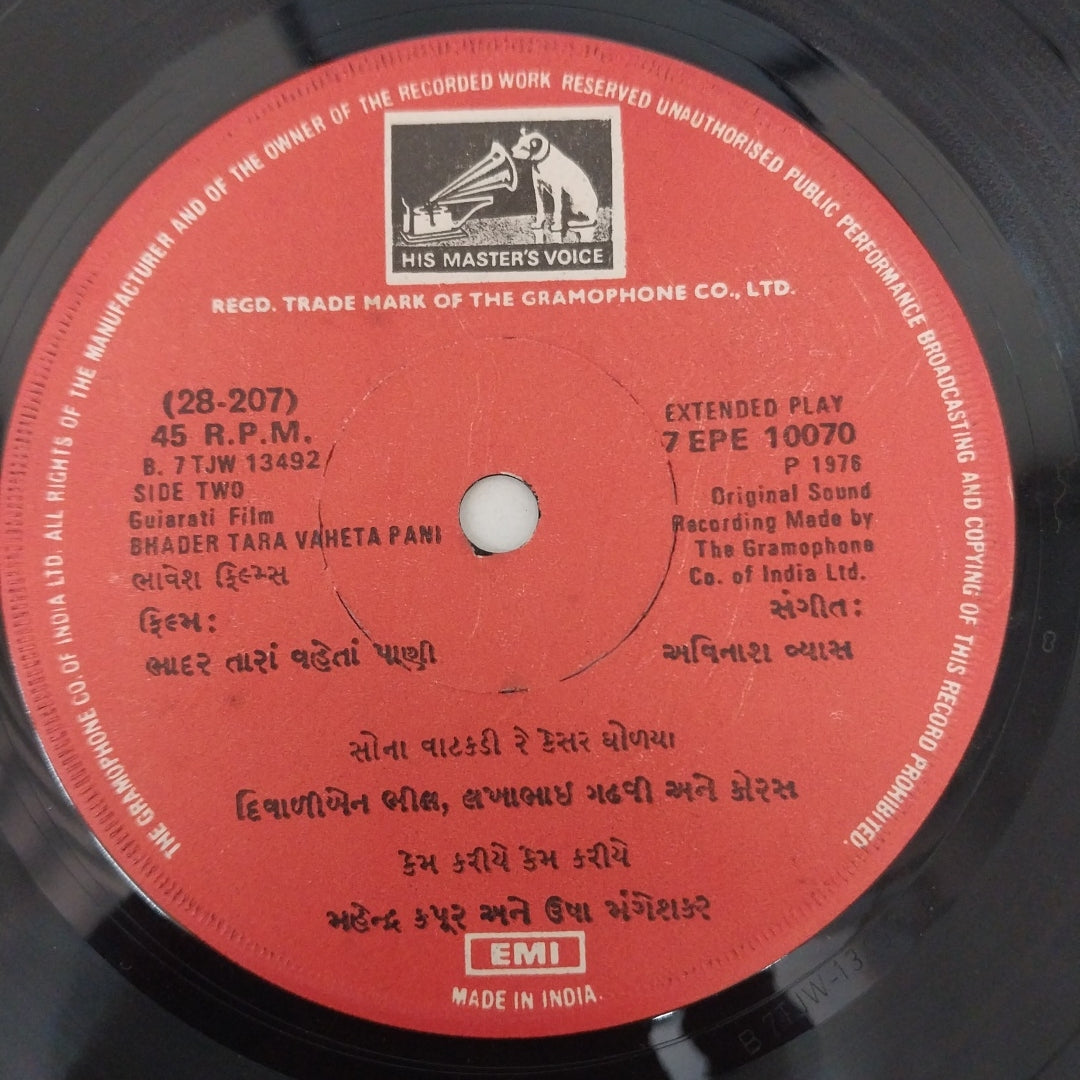 THE GRAMOPHONE CO. OF INDIA LTD. ALL RIGHTS OF THE MANUFACTURER AND OF THE OWNER OF THE RECORDED WORK RESERVED UNAUTHORISED PUBLIC PERFORMANCE BROADCASTING AND COPYING OF THIS RECORD PROHIBITED.
HIS MASTER'S VOICE
REGD. TRADE MARK OF THE GRAMOPHONE CO., LTD.
(28-207)
45 R.P.M.
B. 7TJW 13492
SIDE TWO
Gujarati Film
BHADER TARA VAHETA PANI
ભાવેશ ફિલ્મ્સ
ફિલ્મ:
ભાદર તારાં વહેતાં પાણી
EXTENDED PLAY
7 EPE 10070
P 1976
Original Sound
Recording Made by
The Gramophone
Co. of India Ltd.
સંગીત:
અવિનાશ વ્યાસ
સોના વાટકડી રે કેસર ઘોળયા
દિવાળીબેન ભીલ, લાખાભાઇ ગઢવી અને કોરસ
કેમ કરીયે કેમ કરીયે
મહેન્દ્ર કપૂર અને ઉષા મંગેશકર
EMI
MADE IN INDIA.
B 7TJW-13